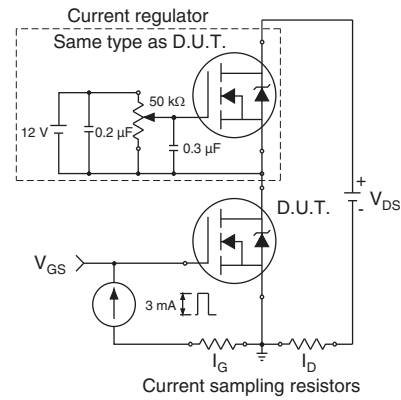 Current regulator
Same type as D.U.T.
50 kΩ
12 V
0.2 µF
0.3 µF
D.U.T.
+
V_DS
-
V_GS
3 mA
I_G
I_D
Current sampling resistors